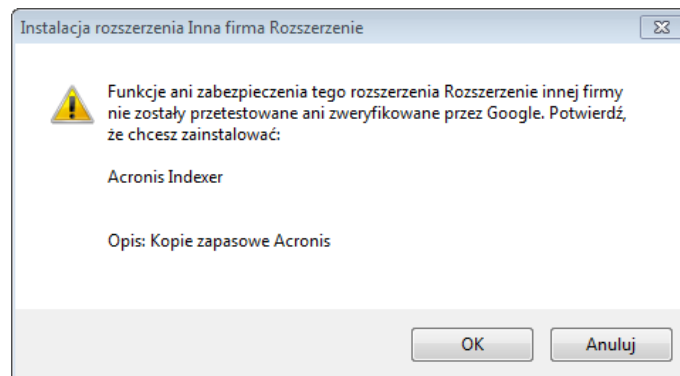 Instalacja rozszerzenia Inna firma Rozszerzenie
Funkcje ani zabezpieczenia tego rozszerzenia Rozszerzenie innej firmy
nie zostały przetestowane ani zweryfikowane przez Google. Potwierdź,
że chcesz zainstalować:
Acronis Indexer
Opis: Kopie zapasowe Acronis
OK
Anuluj